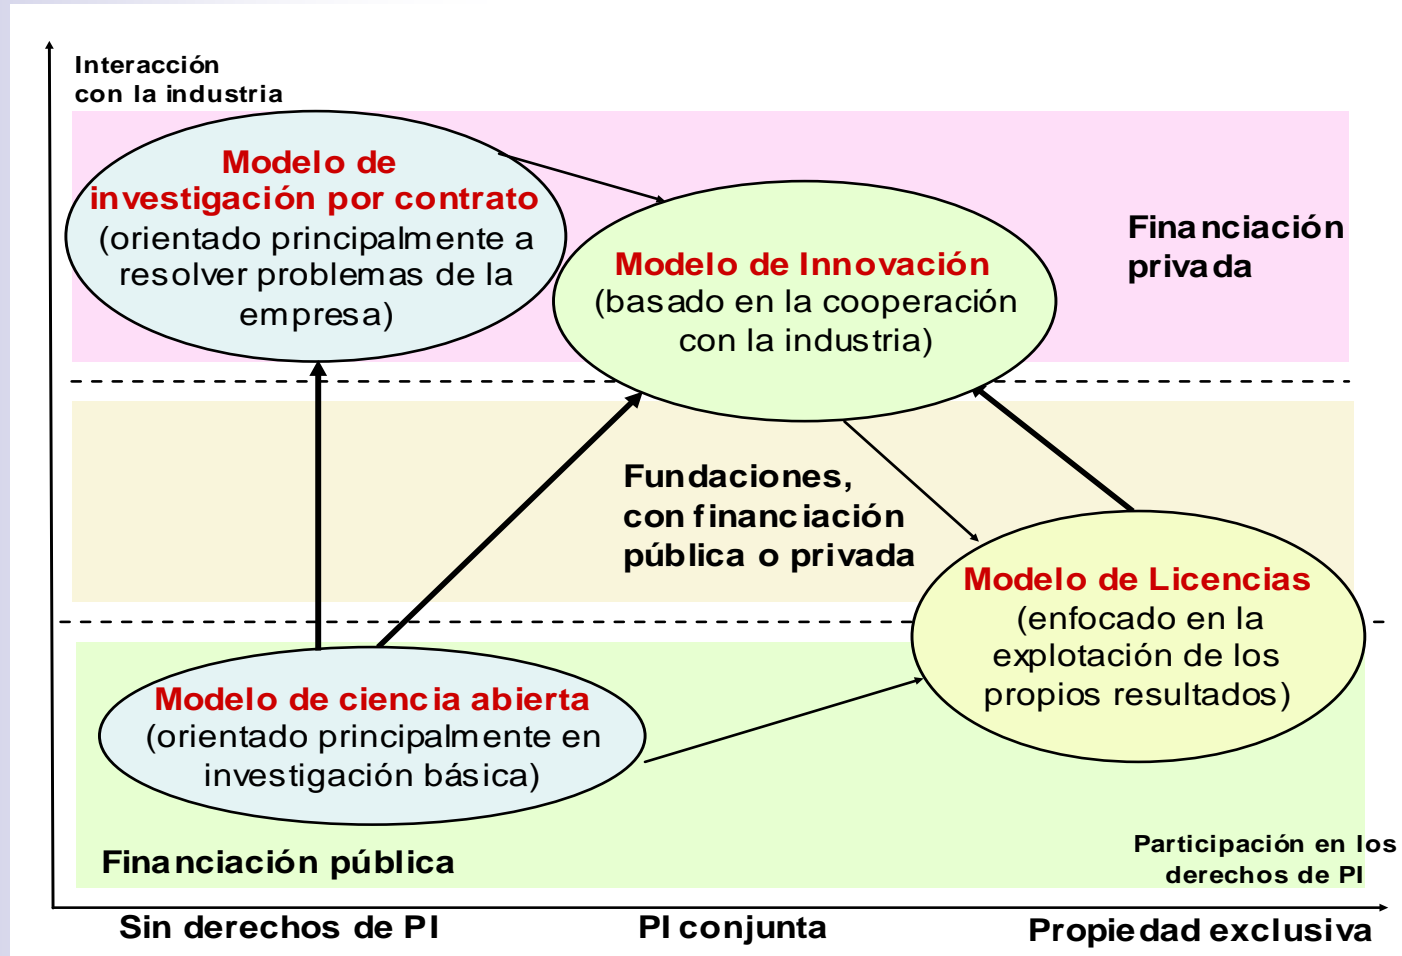 Interacción
con la industria
Modelo de
investigación por contrato
(orientado principalmente a
resolver problemas de la
empresa)
Modelo de Innovación
(basado en la cooperación
con la industria)
Financiación
privada
Fundaciones,
con financiación
pública o privada
Modelo de Licencias
(enfocado en la
explotación de los
propios resultados)
Modelo de ciencia abierta
(orientado principalmente en
investigación básica)
Financiación pública
Participación en los
derechos de PI
Sin derechos de PI
PI conjunta
Propiedad exclusiva